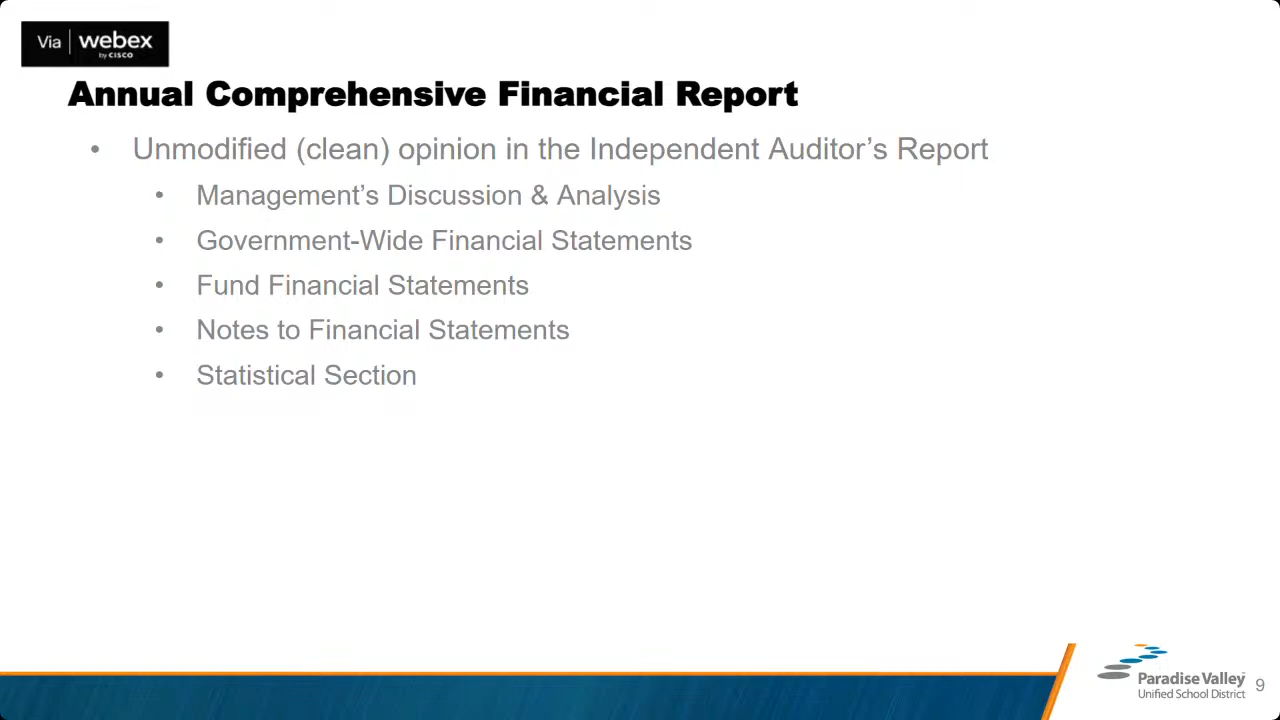 Via webex
by CISCO
Annual Comprehensive Financial Report
• Unmodified (clean) opinion in the Independent Auditor’s Report
• Management’s Discussion & Analysis
• Government-Wide Financial Statements
• Fund Financial Statements
• Notes to Financial Statements
• Statistical Section
Paradise Valley
Unified School District
9